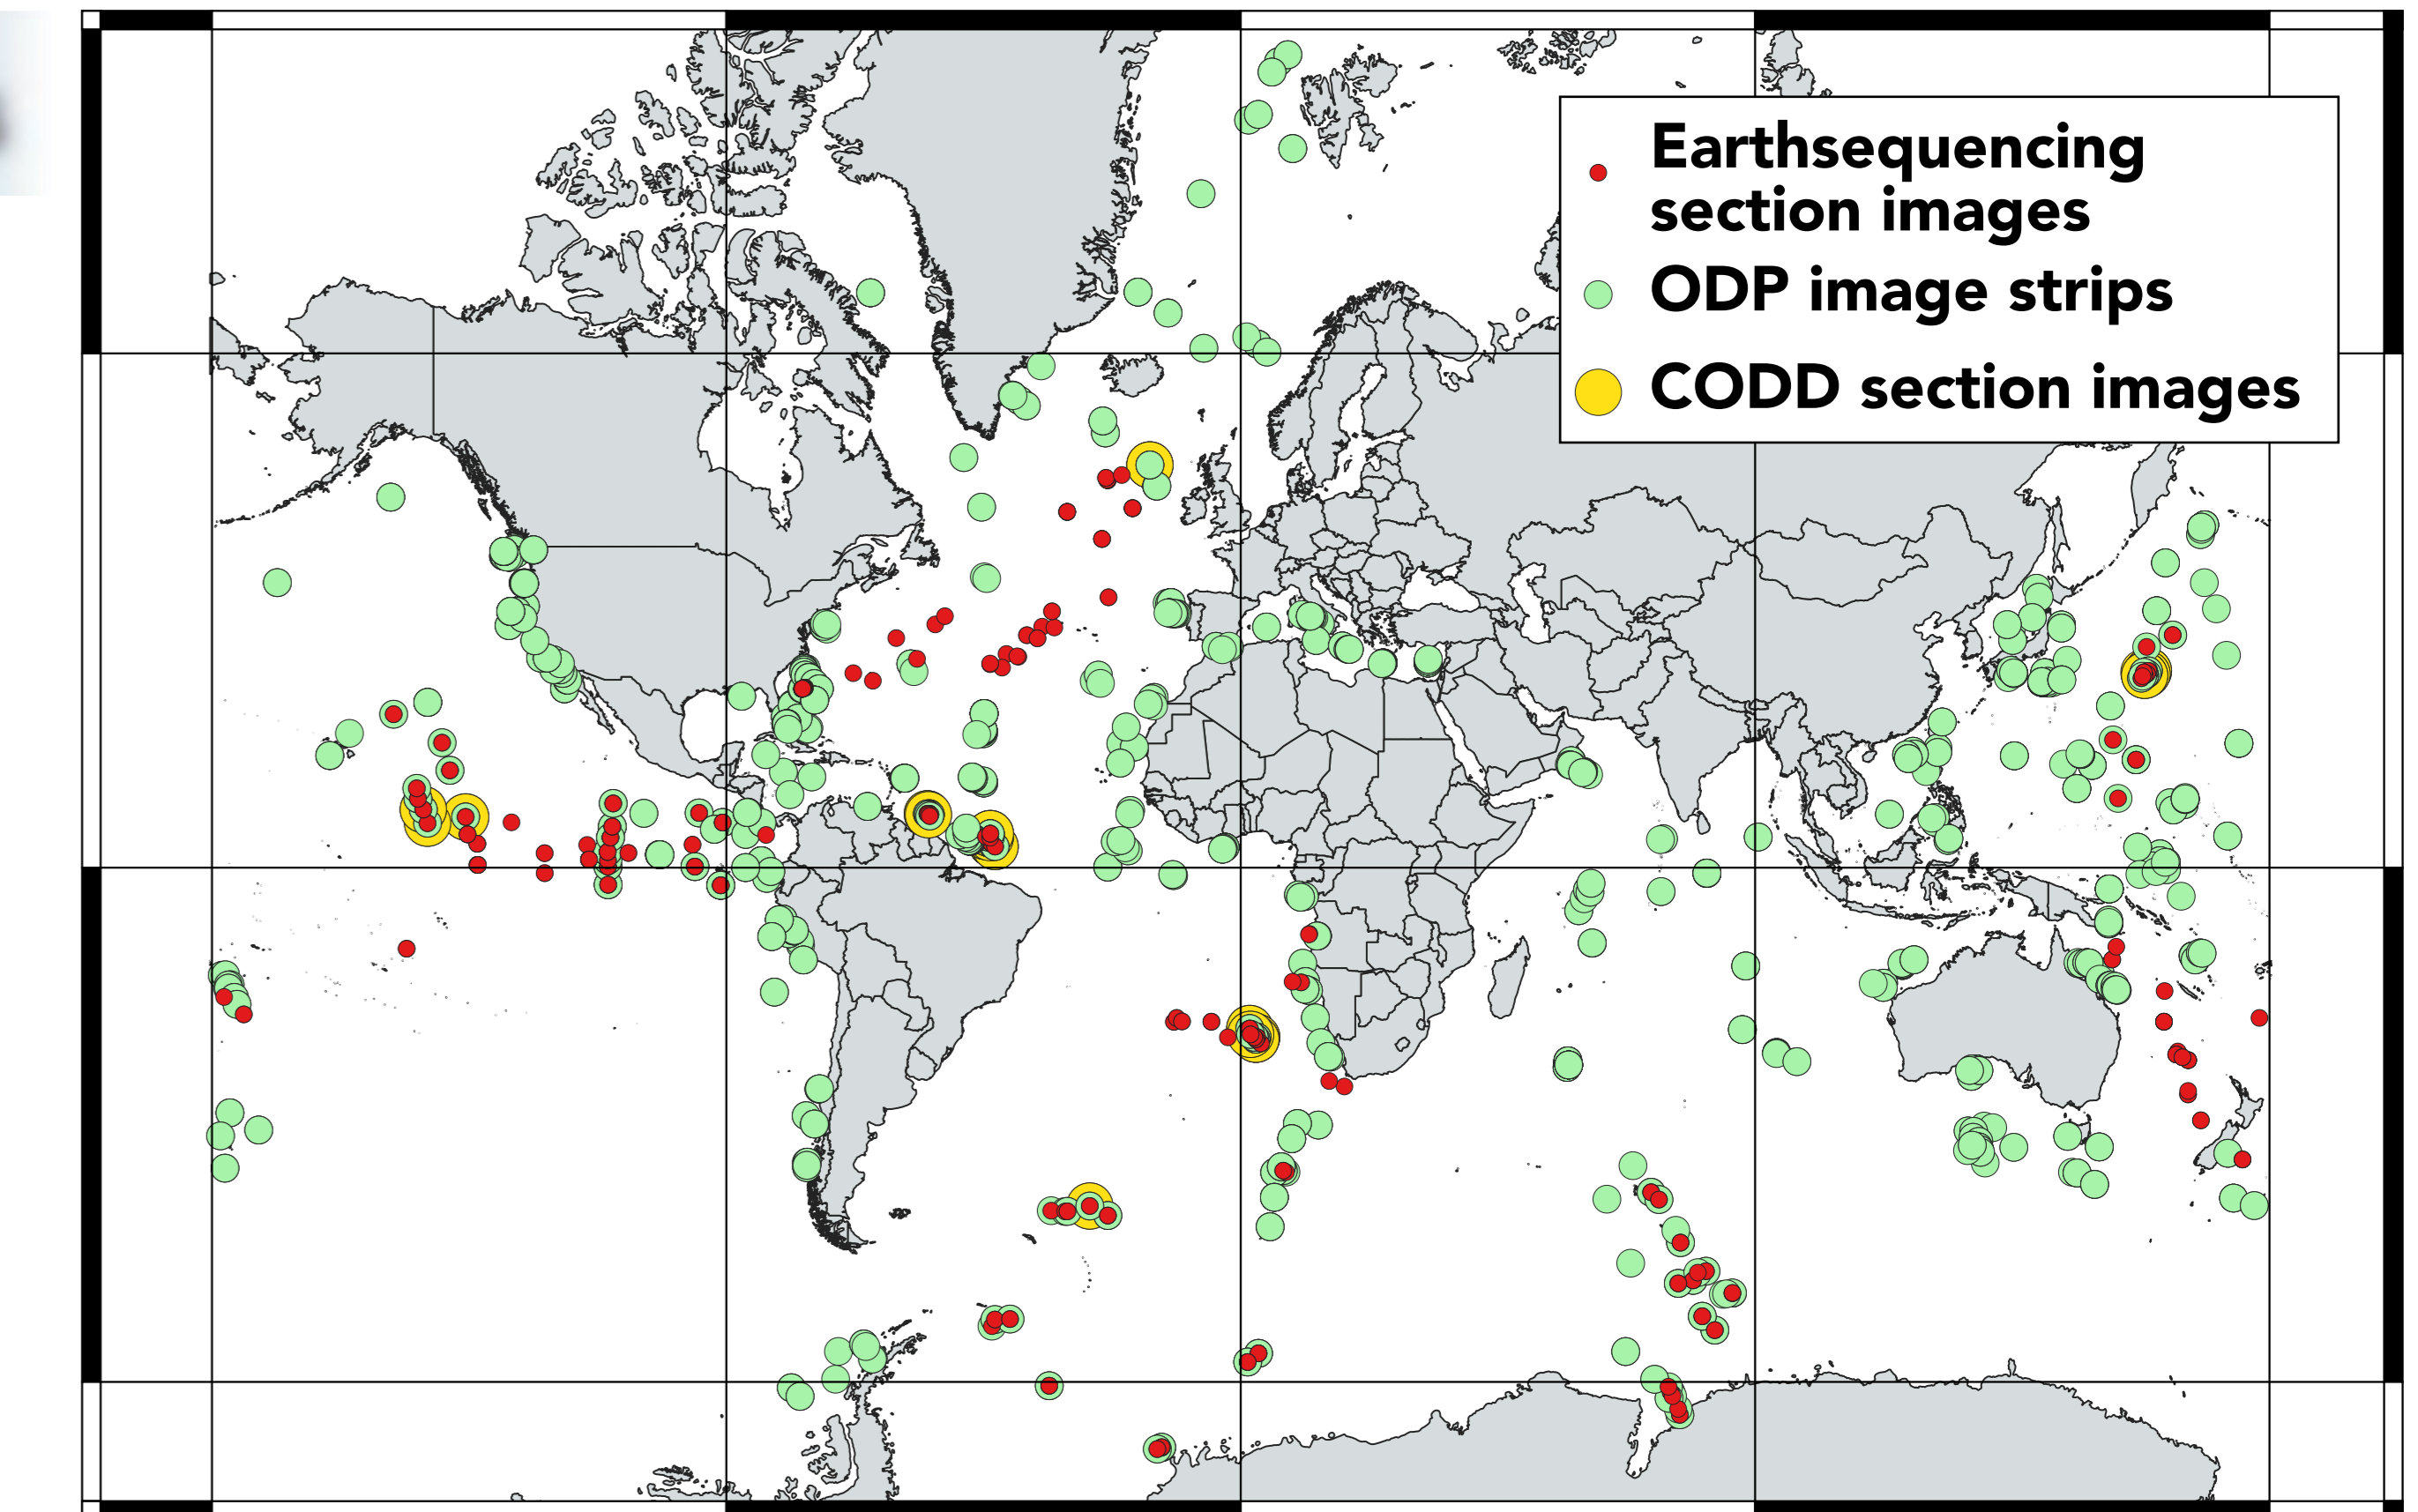 Earthsequencing
section images
ODP image strips
CODD section images